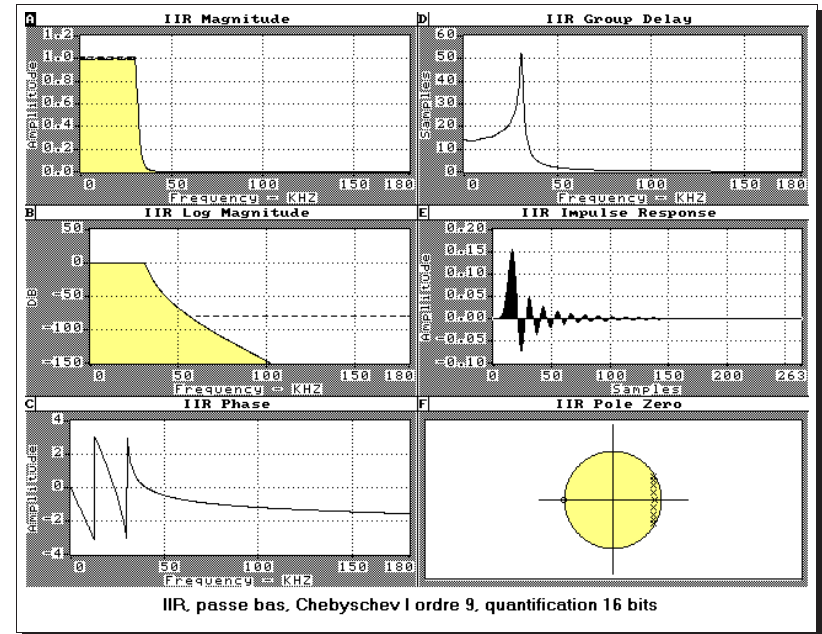 A IIR Magnitude
1.2
1.0
0.8
0.6
0.4
0.2
0.0
Amplitude
0 50 100 150 180
Frequency - KHZ
D IIR Group Delay
60
50
40
30
20
10
0
Samples
0 50 100 150 180
Frequency - KHZ
B IIR Log Magnitude
50
0
-50
-100
-150
DB
0 50 100 150 180
Frequency - KHZ
E IIR Impulse Response
0.20
0.15
0.10
0.05
0.00
-0.05
-0.10
Amplitude
0 50 100 150 200 263
Samples
C IIR Phase
4
2
0
-2
-4
Amplitude
0 50 100 150 180
Frequency - KHZ
F IIR Pole Zero
IIR, passe bas, Chebyschev I ordre 9, quantification 16 bits